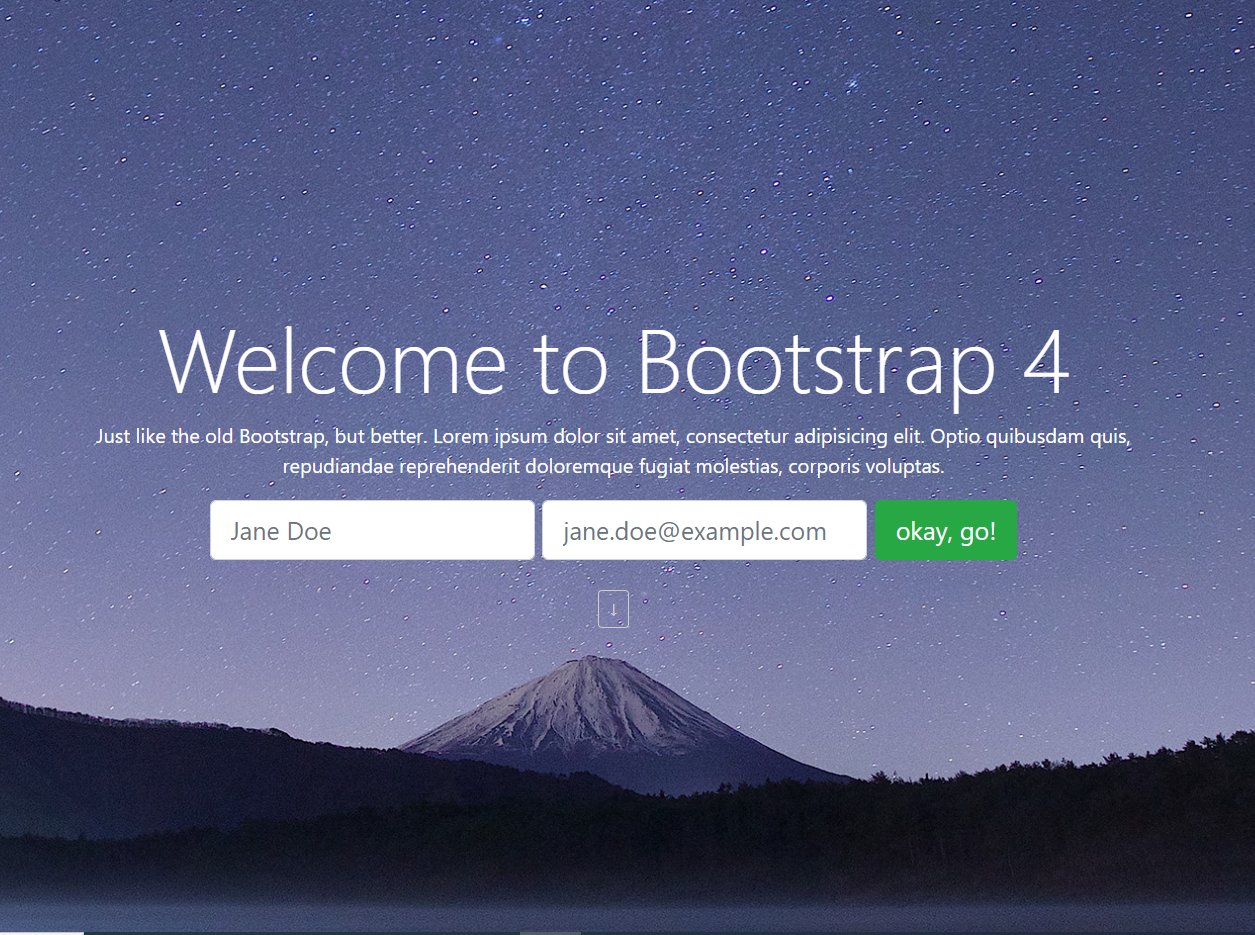 Welcome to Bootstrap 4
Just like the old Bootstrap, but better. Lorem ipsum dolor sit amet, consectetur adipisicing elit. Optio quibusdam quis,
repudiandae reprehenderit doloremque fugiat molestias, corporis voluptas.
Jane Doe jane.doe@example.com okay, go!
↓